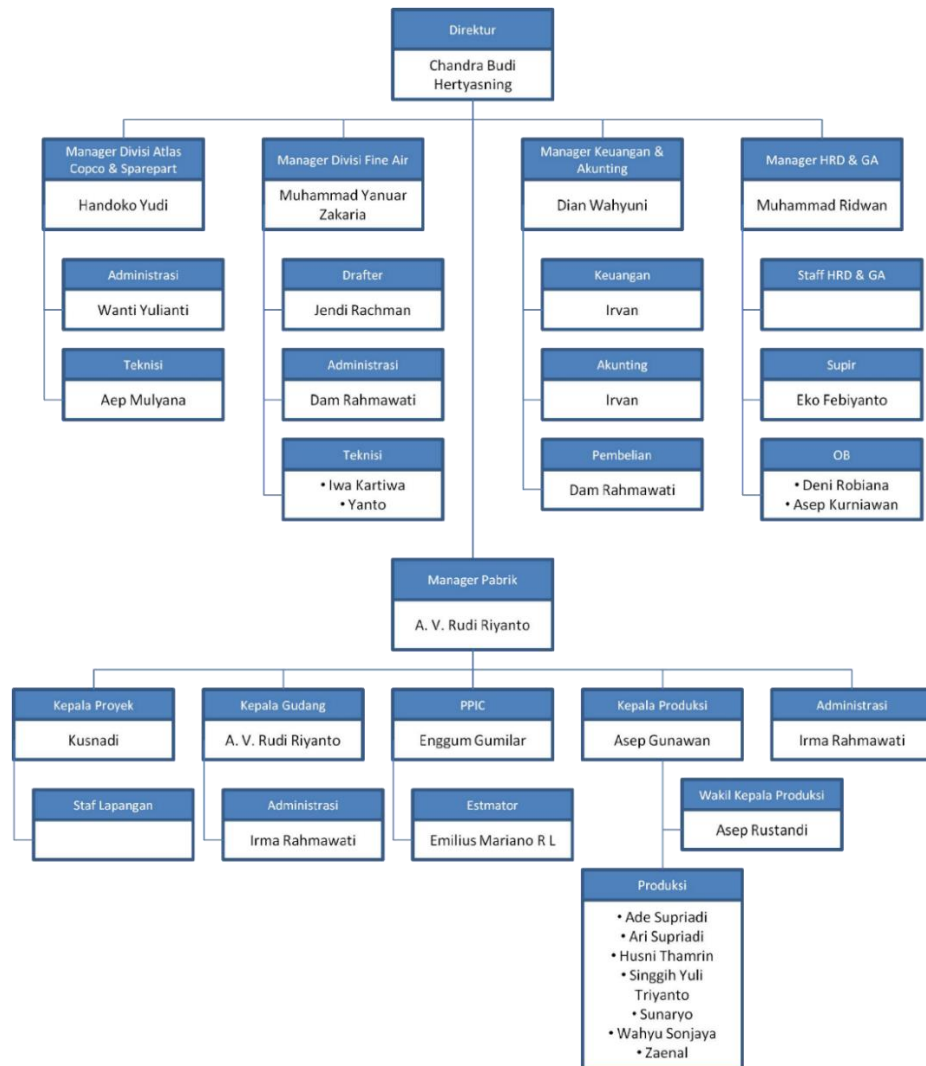 Direktur
Chandra Budi
Hertyasning
Manager Divisi Atlas
Copco & Sparepart
Handoko Yudi
Manager Divisi Fine Air
Muhammad Yanuar
Zakaria
Manager Keuangan &
Akunting
Dian Wahyuni
Manager HRD & GA
Muhammad Ridwan
Administrasi
Wanti Yulianti
Drafter
Jendi Rachman
Keuangan
Irvan
Staff HRD & GA
Teknisi
Aep Mulyana
Administrasi
Dam Rahmawati
Akunting
Irvan
Supir
Eko Febiyanto
Teknisi
• Iwa Kartiwa
• Yanto
Pembelian
Dam Rahmawati
OB
• Deni Robiana
• Asep Kurniawan
Manager Pabrik
A. V. Rudi Riyanto
Kepala Proyek
Kusnadi
Kepala Gudang
A. V. Rudi Riyanto
PPIC
Enggum Gumilar
Kepala Produksi
Asep Gunawan
Administrasi
Irma Rahmawati
Staf Lapangan
Administrasi
Irma Rahmawati
Estmator
Emilius Mariano R L
Wakil Kepala Produksi
Asep Rustandi
Produksi
• Ade Supriadi
• Ari Supriadi
• Husni Thamrin
• Singgih Yuli
Triyanto
• Sunaryo
• Wahyu Sonjaya
• Zaenal